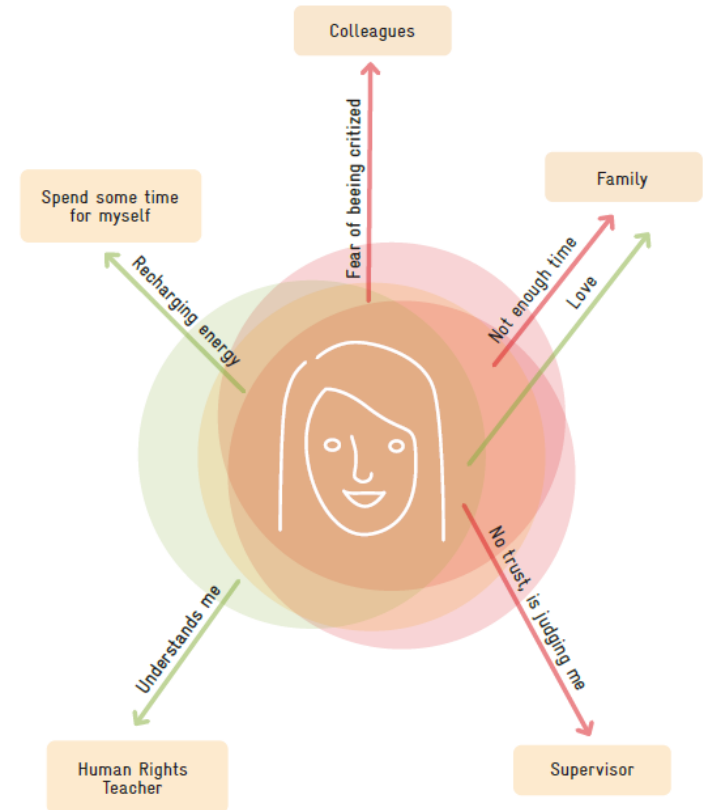 Colleagues
Fear of beeing critized
Family
Spend some time
for myself
Not enough time
Love
Recharging energy
No trust, is judging me
Understands me
Human Rights
Teacher
Supervisor